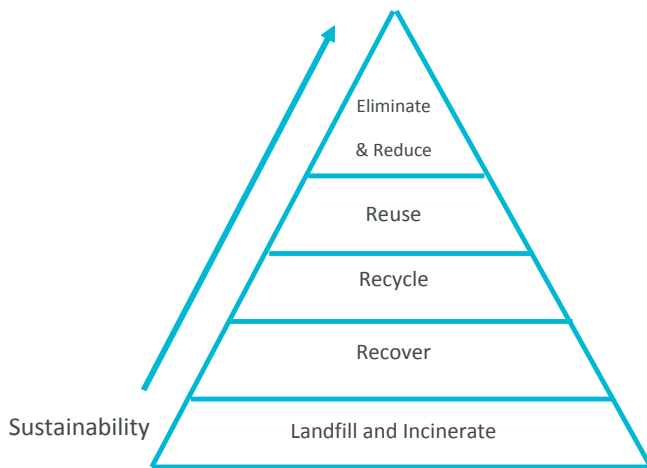 Eliminate
& Reduce
Reuse
Recycle
Recover
Sustainability
Landfill and Incinerate